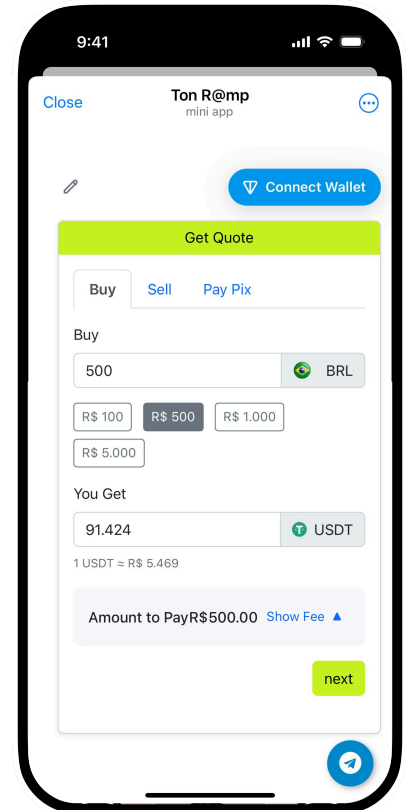 9:41
Close
Ton R@mp
mini app
Connect Wallet
Get Quote
Buy Sell Pay Pix
Buy
500 BRL
R$ 100 R$ 500 R$ 1.000
R$ 5.000
You Get
91.424 USDT
1 USDT ≈ R$ 5.469
Amount to PayR$500.00 Show Fee ▲
next